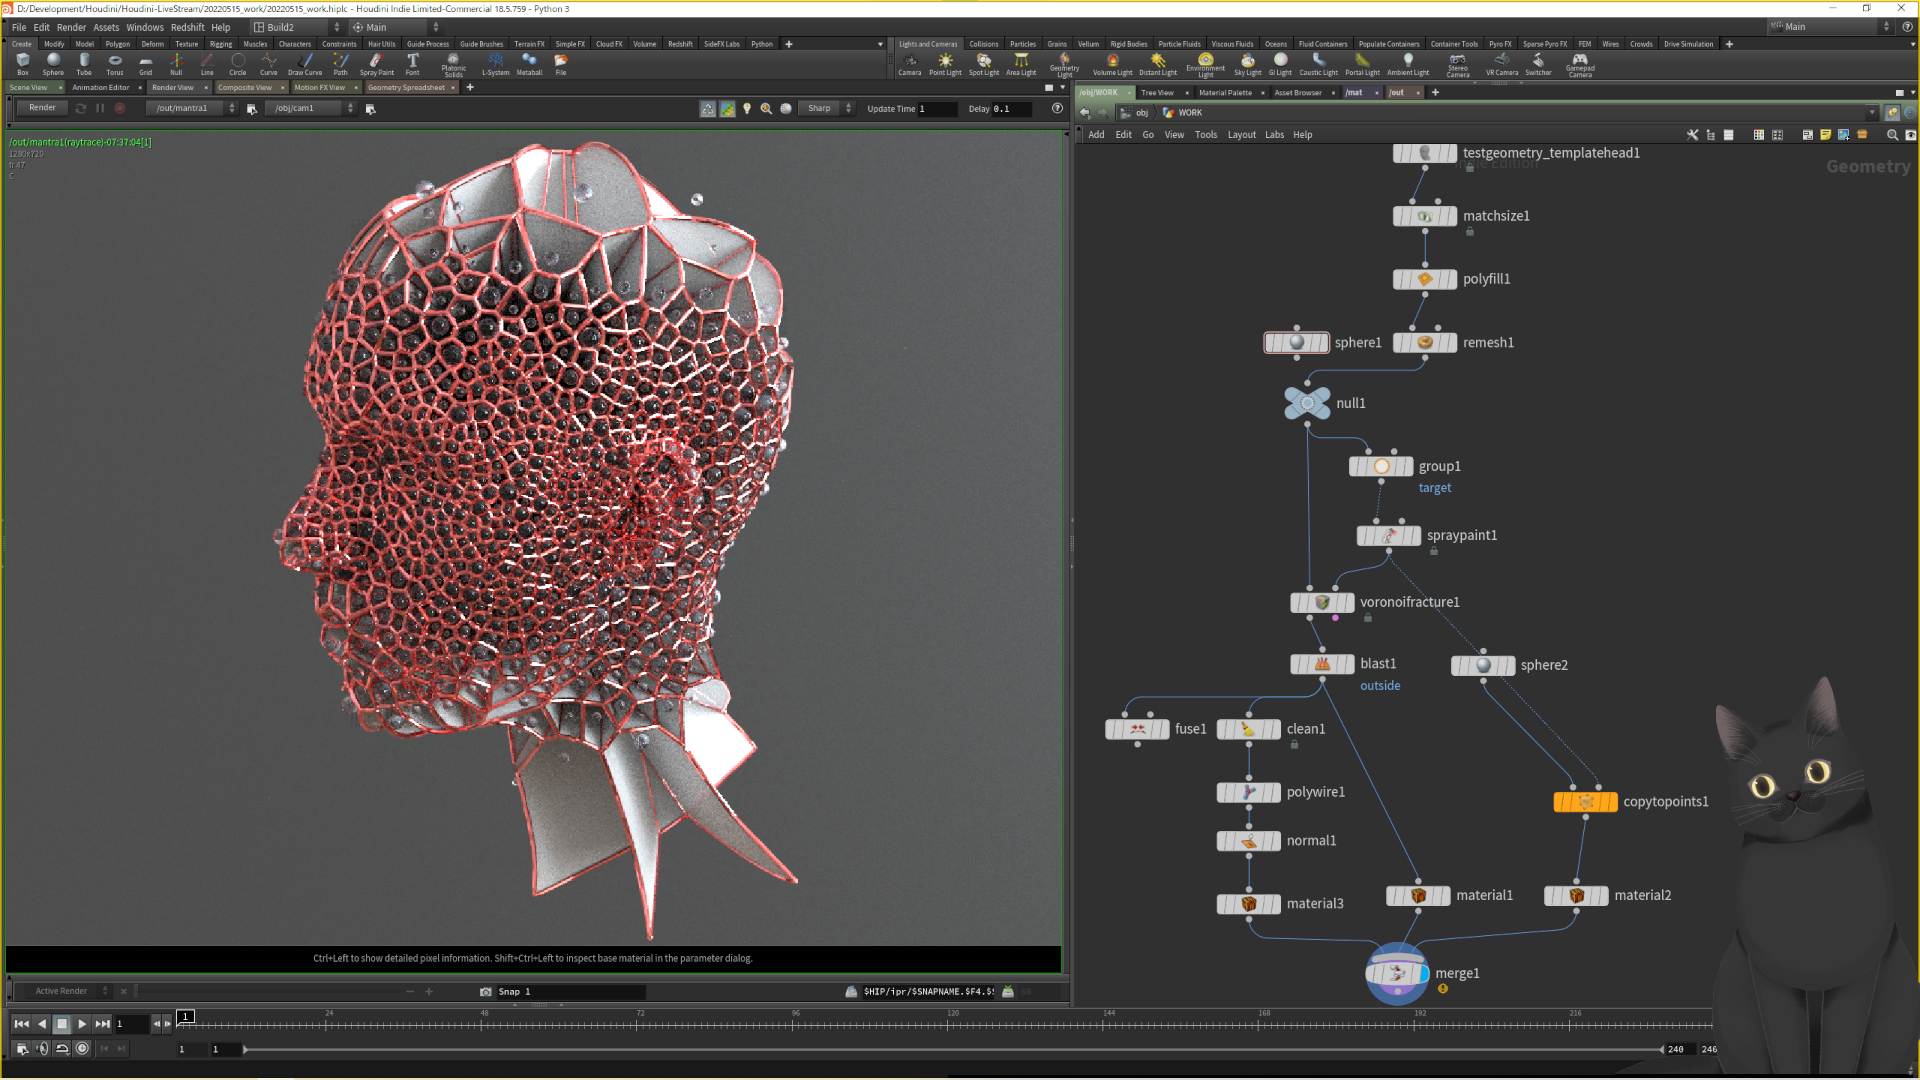 D:/Development/Houdini/Houdini-LiveStream/20220515_work/20220515_work.hiplc - Houdini Indie Limited-Commercial 18.5.759 - Python 3
File Edit Render Assets Windows Redshift Help Build2 Main Main
Create Modify Model Polygon Deform Texture Rigging Muscles Characters Constraints Hair Utils Guide Process Guide Brushes Terrain FX Simple FX Cloud FX Volume Redshift SideFX Labs Python
Lights and Cameras Collisions Particles Grains Vellum Rigid Bodies Particle Fluids Viscous Fluids Oceans Fluid Containers Populate Containers Container Tools Pyro FX Sparse Pyro FX FEM Wires Crowds Drive Simulation
Box Sphere Tube Torus Grid Null Line Circle Curve Draw Curve Path Spray Paint Font Platonic Solids L-System Metaball File
Camera Point Light Spot Light Area Light Geometry Light Volume Light Distant Light Environment Light Sky Light GI Light Caustic Light Portal Light Ambient Light Stereo Camera VR Camera Switcher Gamepad Camera
Scene View Animation Editor Render View Composite View Motion FX View Geometry Spreadsheet
/obj/WORK Tree View Material Palette Asset Browser /mat /out
Render /out/mantra1 /obj/cam1 Sharp Update Time 1 Delay 0.1
obj WORK
Add Edit Go View Tools Layout Labs Help
/out/mantra1(raytrace)-07:37:04[1]
1280x720
fr 47
C
Geometry
Edition
testgeometry_templatehead1
matchsize1
polyfill1
sphere1
remesh1
null1
group1
target
spraypaint1
voronoifracture1
blast1
outside
sphere2
fuse1
clean1
polywire1
copytopoints1
normal1
material3
material1
material2
merge1
Ctrl+Left to show detailed pixel information. Shift+Ctrl+Left to inspect base material in the parameter dialog.
Active Render Snap 1 $HIP/ipr/$SNAPNAME.$F4.$
1 1 24 48 72 96 120 144 168 192 216
1 1 240 246